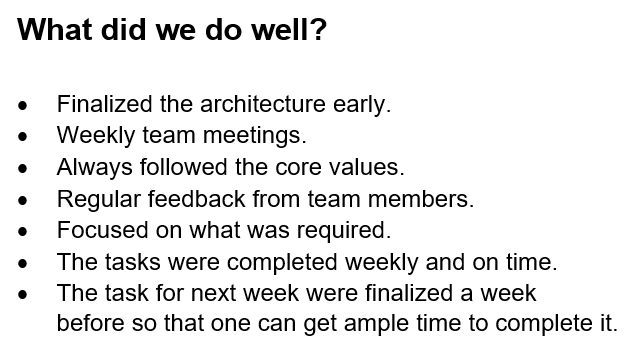 What did we do well?
• Finalized the architecture early.
• Weekly team meetings.
• Always followed the core values.
• Regular feedback from team members.
• Focused on what was required.
• The tasks were completed weekly and on time.
• The task for next week were finalized a week
before so that one can get ample time to complete it.